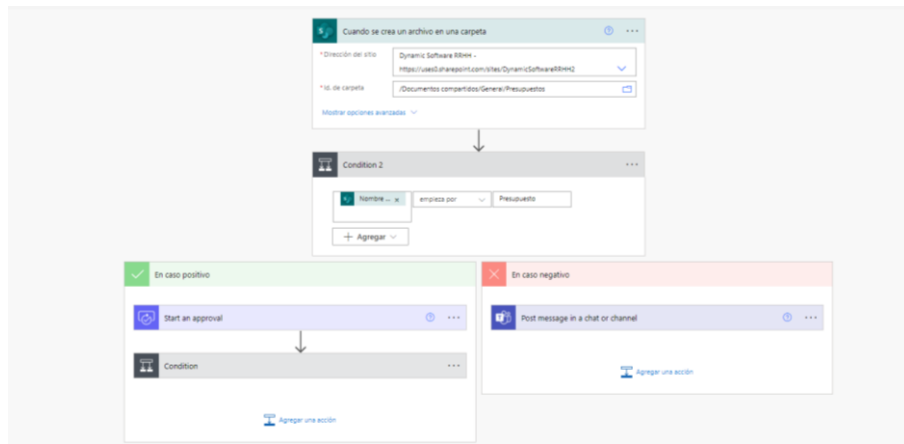 Cuando se crea un archivo en una carpeta
* Dirección del sitio
Dynamic Software RRHH -
https://uses0.sharepoint.com/sites/DynamicSoftwareRRHH2
* Id. de carpeta
/Documentos compartidos/General/Presupuestos
Mostrar opciones avanzadas
Condition 2
Nombre ...
empieza por
Presupuesto
Agregar
En caso positivo
Start an approval
Condition
Agregar una acción
En caso negativo
Post message in a chat or channel
Agregar una acción